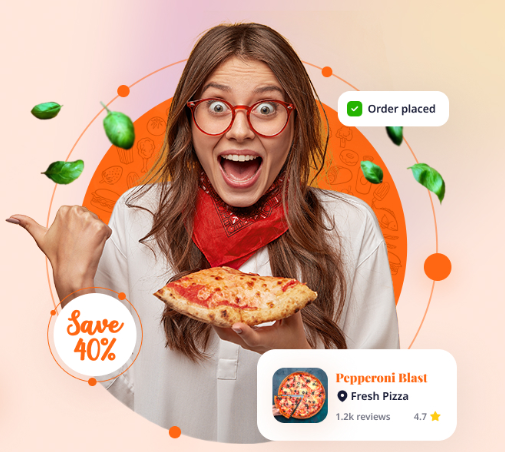 Order placed
Save
40%
Pepperoni Blast
Fresh Pizza
1.2k reviews 4.7